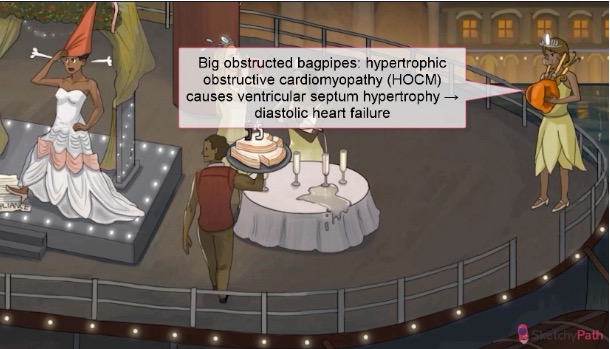 Big obstructed bagpipes: hypertrophic
obstructive cardiomyopathy (HOCM)
causes ventricular septum hypertrophy →
diastolic heart failure
SketchyPath